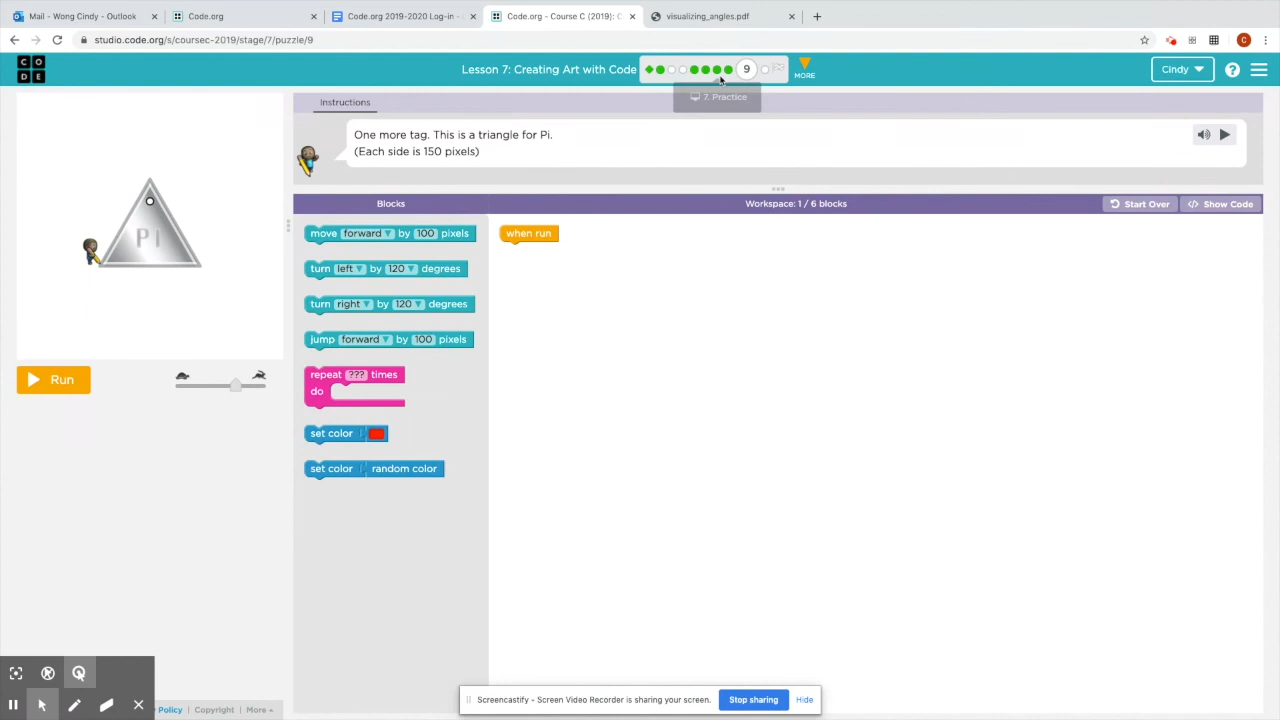 Mail - Wong Cindy - Outlook
Code.org
Code.org 2019-2020 Log-in -
Code.org - Course C (2019): C
visualizing_angles.pdf
studio.code.org/s/coursec-2019/stage/7/puzzle/9
C
C O
D E
Lesson 7: Creating Art with Code
9
MORE
Cindy
?
7. Practice
Instructions
One more tag. This is a triangle for Pi.
(Each side is 150 pixels)
Blocks
Workspace: 1 / 6 blocks
Start Over
Show Code
PI
when run
move forward by 100 pixels
turn left by 120 degrees
turn right by 120 degrees
jump forward by 100 pixels
repeat ??? times
do
set color
set color random color
Run
Policy | Copyright | More
Screencastify - Screen Video Recorder is sharing your screen.
Stop sharing
Hide